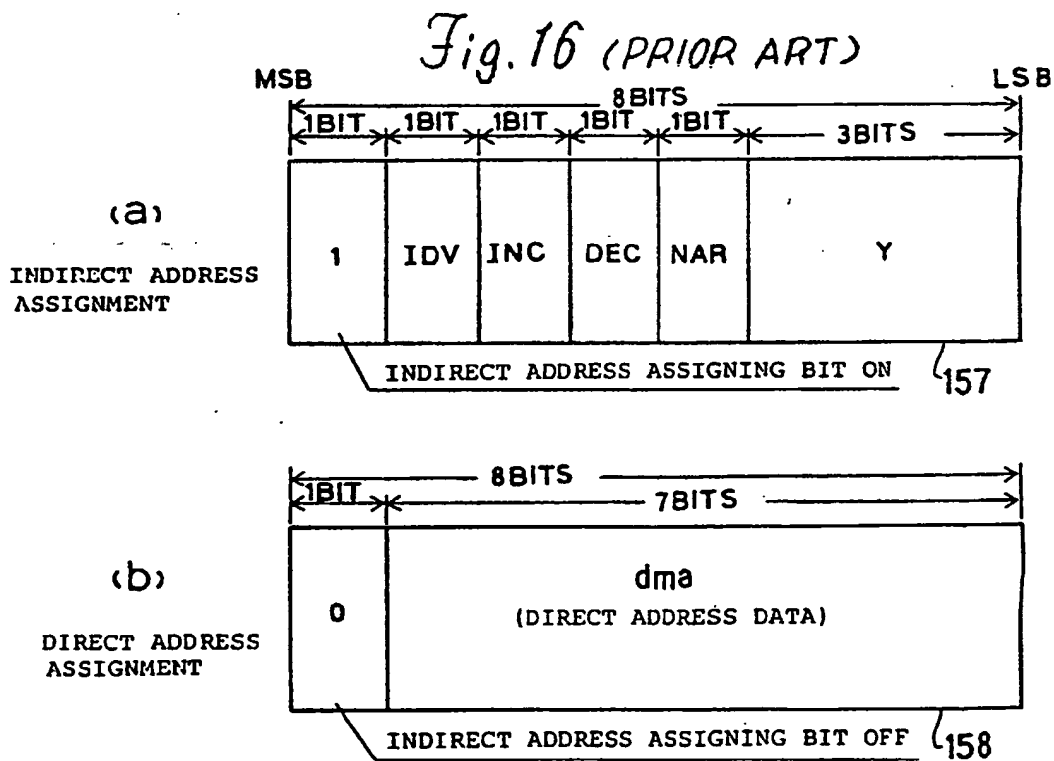 Fig. 16 (PRIOR ART)
MSB LSB
8BITS
1BIT 1BIT 1BIT 1BIT 1BIT 3BITS
(a)
INDIRECT ADDRESS
ASSIGNMENT
1 IDV INC DEC NAR Y
INDIRECT ADDRESS ASSIGNING BIT ON 157
8BITS
1BIT 7BITS
(b)
DIRECT ADDRESS
ASSIGNMENT
0 dma
(DIRECT ADDRESS DATA)
INDIRECT ADDRESS ASSIGNING BIT OFF 158